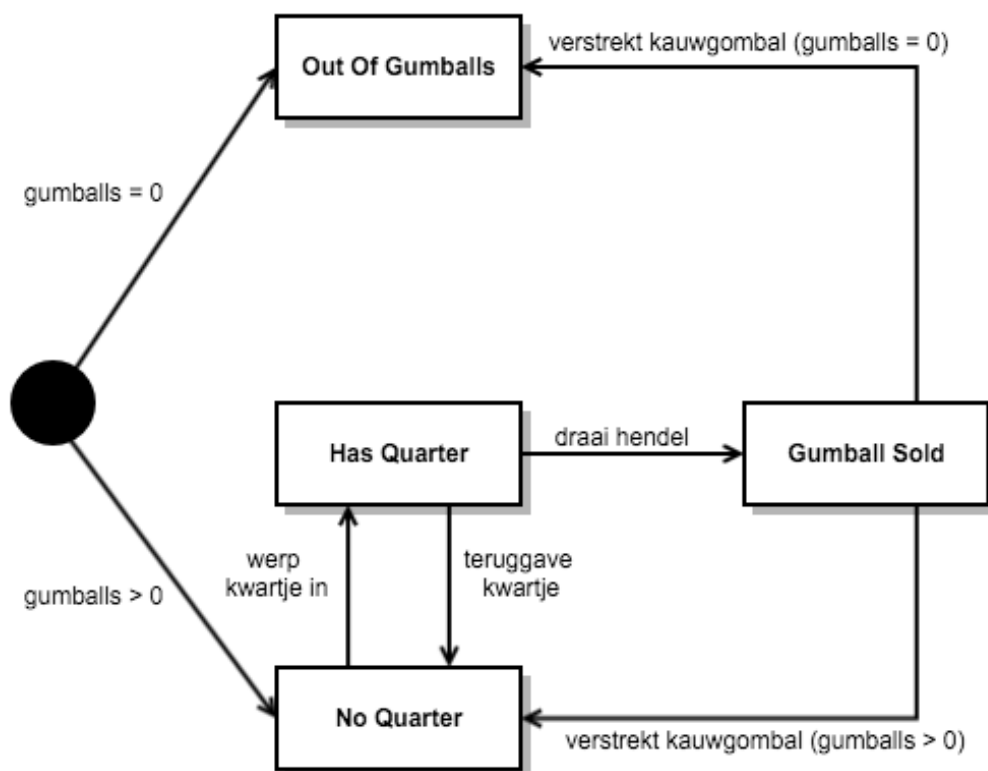 verstrekt kauwgombal (gumballs = 0)
Out Of Gumballs
gumballs = 0
draai hendel
Has Quarter
Gumball Sold
werp
kwartje in
teruggave
kwartje
gumballs > 0
No Quarter
verstrekt kauwgombal (gumballs > 0)